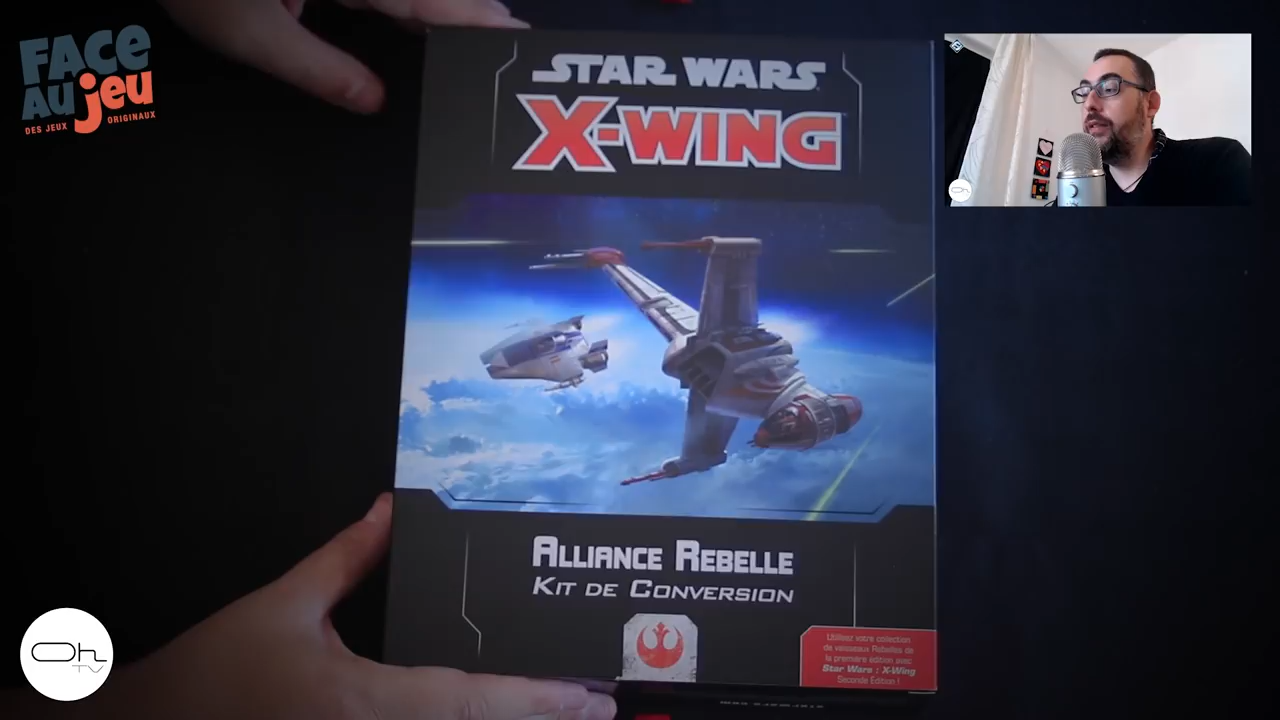 FACE
AU jeu
DES JEUX ORIGINAUX
STAR WARS
X-WING
ALLIANCE REBELLE
KIT DE CONVERSION
Utilisez votre collection
de vaisseaux Rebelles de
la première édition avec
Star Wars : X-Wing
Seconde Édition !
Oh
TV
Oh